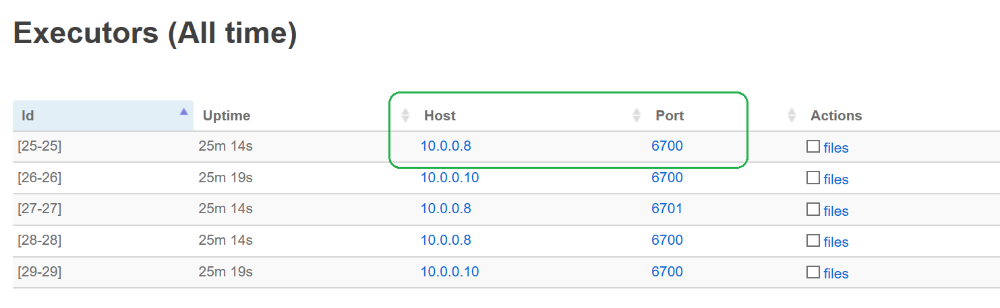 Executors (All time)
Id Uptime Host Port Actions
[25-25] 25m 14s 10.0.0.8 6700 files
[26-26] 25m 19s 10.0.0.10 6700 files
[27-27] 25m 14s 10.0.0.8 6701 files
[28-28] 25m 14s 10.0.0.8 6700 files
[29-29] 25m 19s 10.0.0.10 6700 files